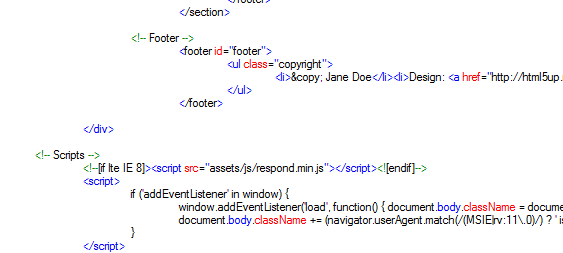 </footer>
</section>
<!-- Footer -->
<footer id="footer">
<ul class="copyright">
<li>&copy; Jane Doe</li><li>Design: <a href="http://html5up.
</ul>
</footer>
</div>
<!-- Scripts -->
<!--[if lte IE 8]><script src="assets/js/respond.min.js"></script><![endif]-->
<script>
if ('addEventListener' in window) {
window.addEventListener('load', function() { document.body.className = docume
document.body.className += (navigator.userAgent.match(/(MSIE|rv:11\.0)/) ? ' is
}
</script>